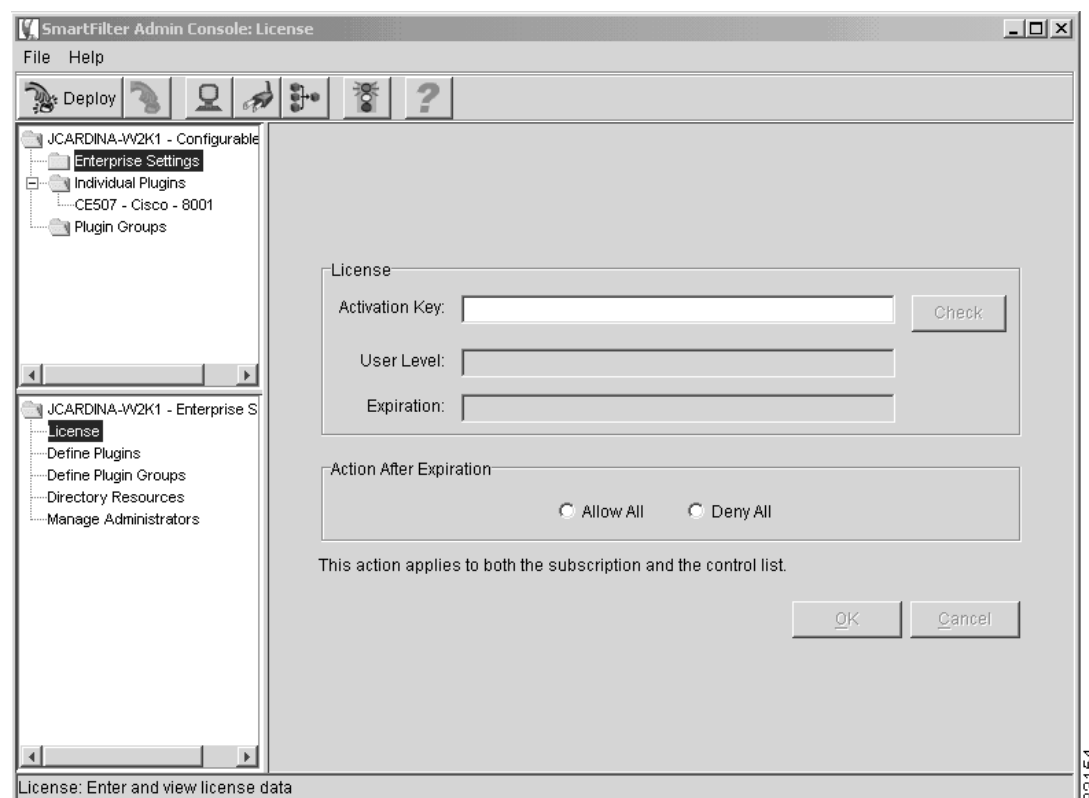 SmartFilter Admin Console: License
File Help
Deploy
JCARDINA-W2K1 - Configurable
Enterprise Settings
Individual Plugins
CE507 - Cisco - 8001
Plugin Groups
JCARDINA-W2K1 - Enterprise S
License
Define Plugins
Define Plugin Groups
Directory Resources
Manage Administrators
License
Activation Key:
Check
User Level:
Expiration:
Action After Expiration
Allow All Deny All
This action applies to both the subscription and the control list.
OK Cancel
License: Enter and view license data